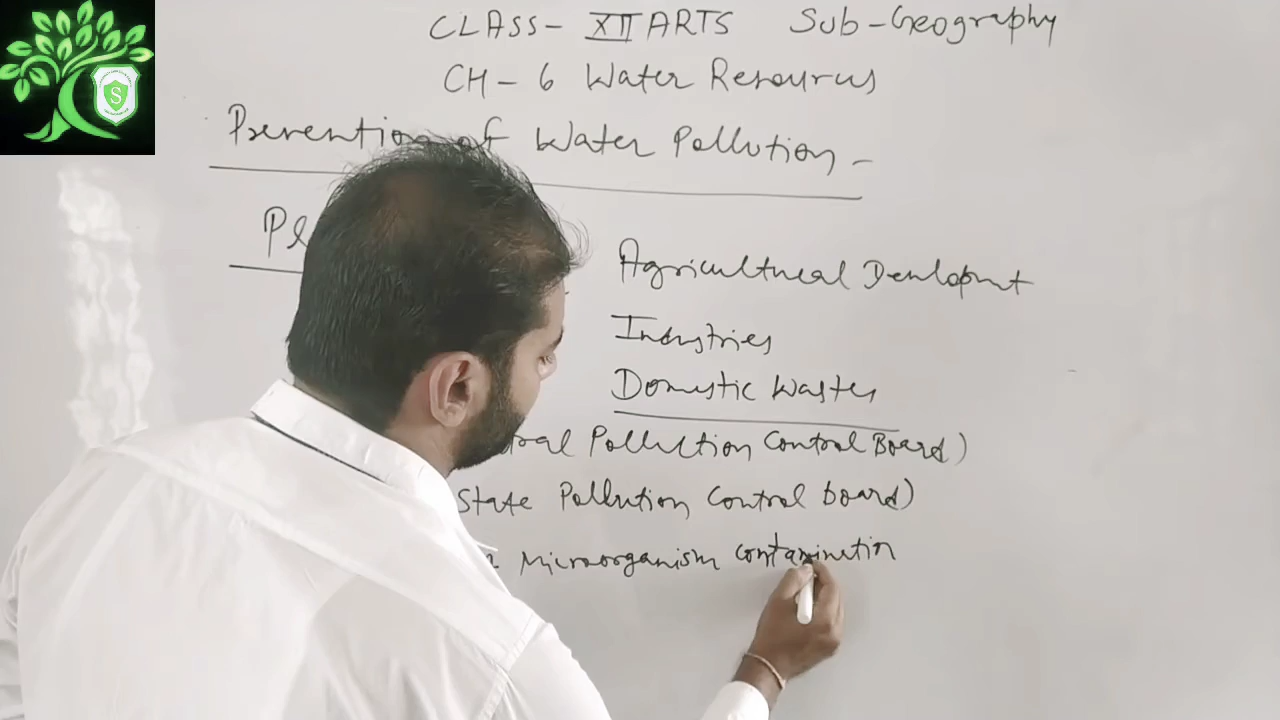 CLASS- XII ARTS Sub-Geography
CH-6 Water Resources
Prevention of Water Pollution -
Agricultural Development
Industries
Domestic Wastes
Pollution Control Board)
State Pollution Control board)
Microorganism contamination
S